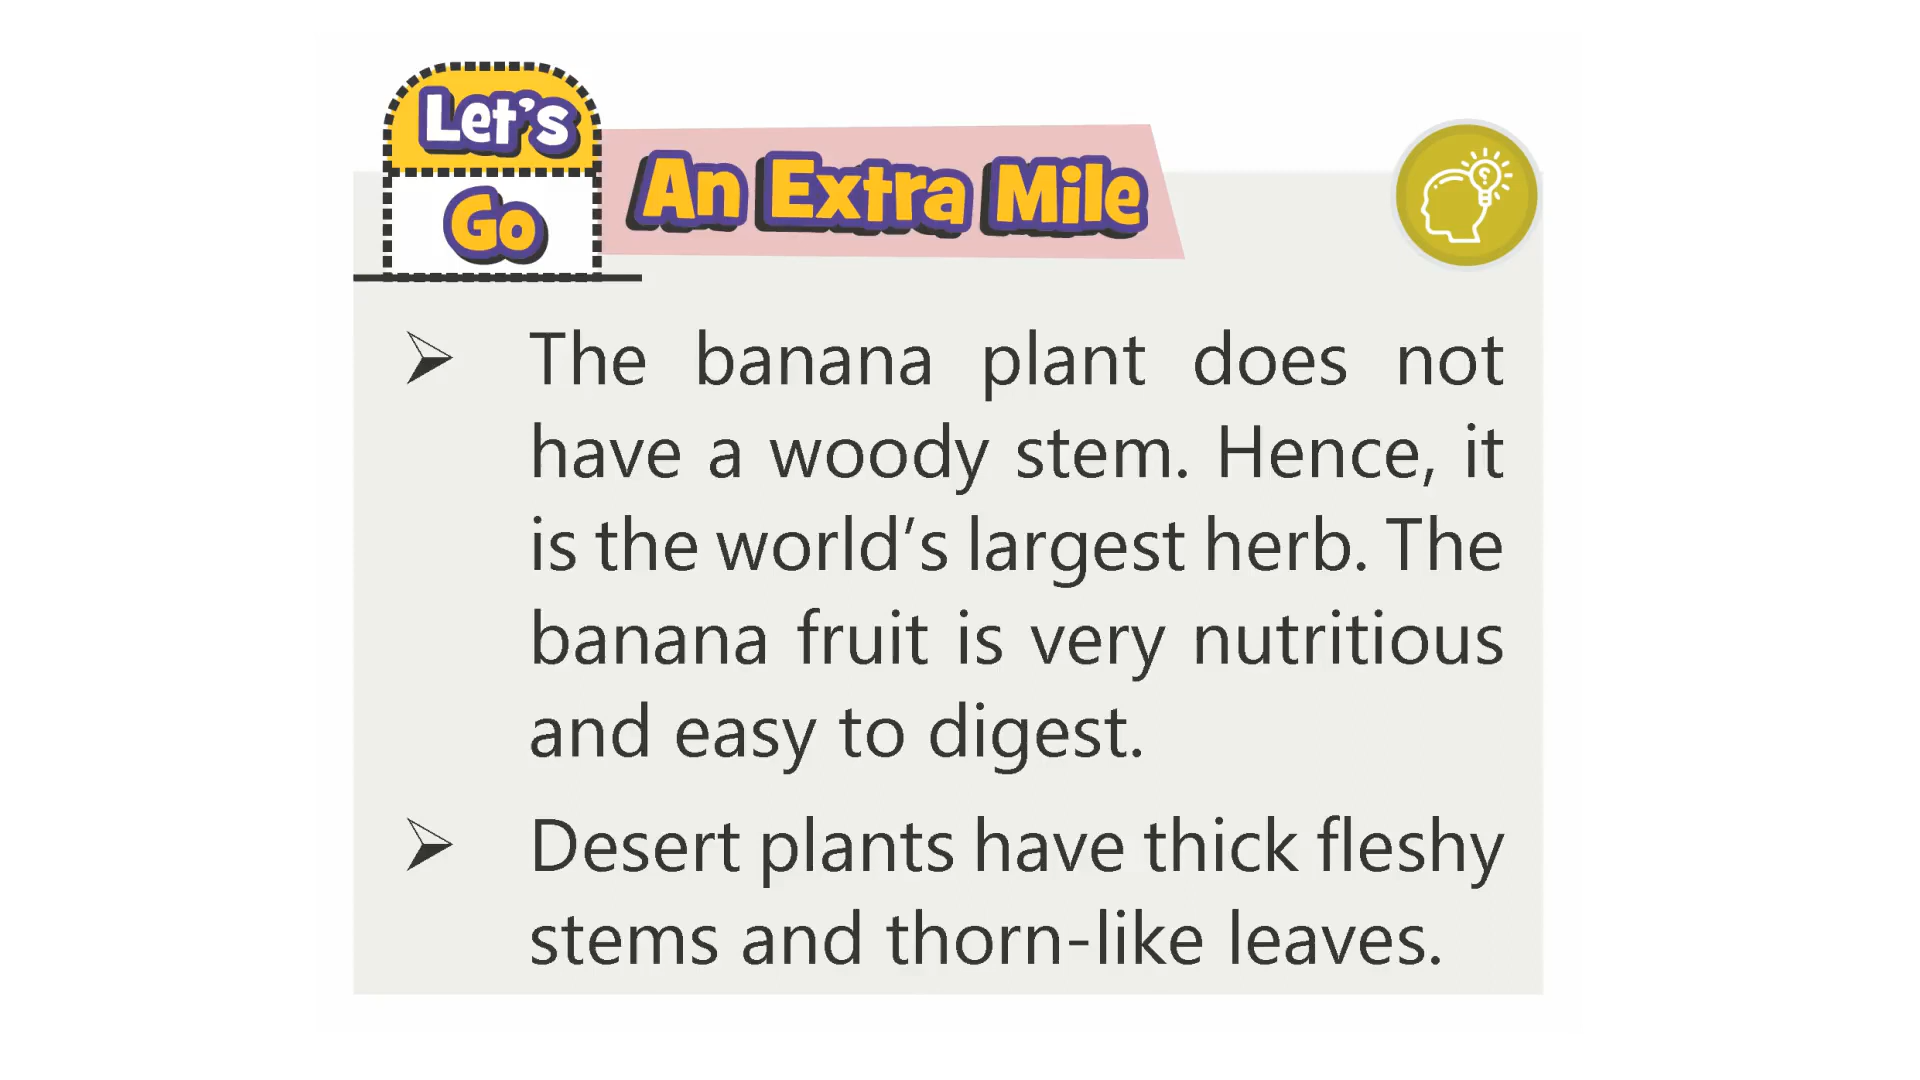 Let's
Go
An Extra Mile
The banana plant does not
have a woody stem. Hence, it
is the world's largest herb. The
banana fruit is very nutritious
and easy to digest.
Desert plants have thick fleshy
stems and thorn-like leaves.